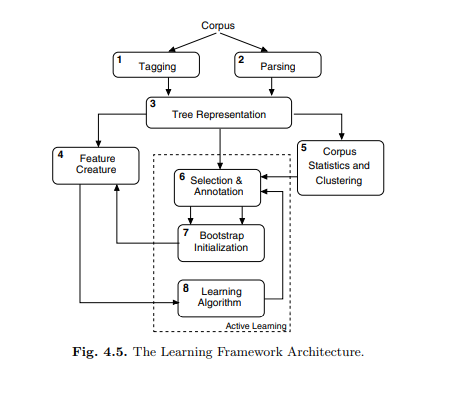 Corpus
1 Tagging
2 Parsing
3 Tree Representation
4 Feature
Creature
5 Corpus
Statistics and
Clustering
6 Selection &
Annotation
7 Bootstrap
Initialization
8 Learning
Algorithm
Active Learning
Fig. 4.5. The Learning Framework Architecture.